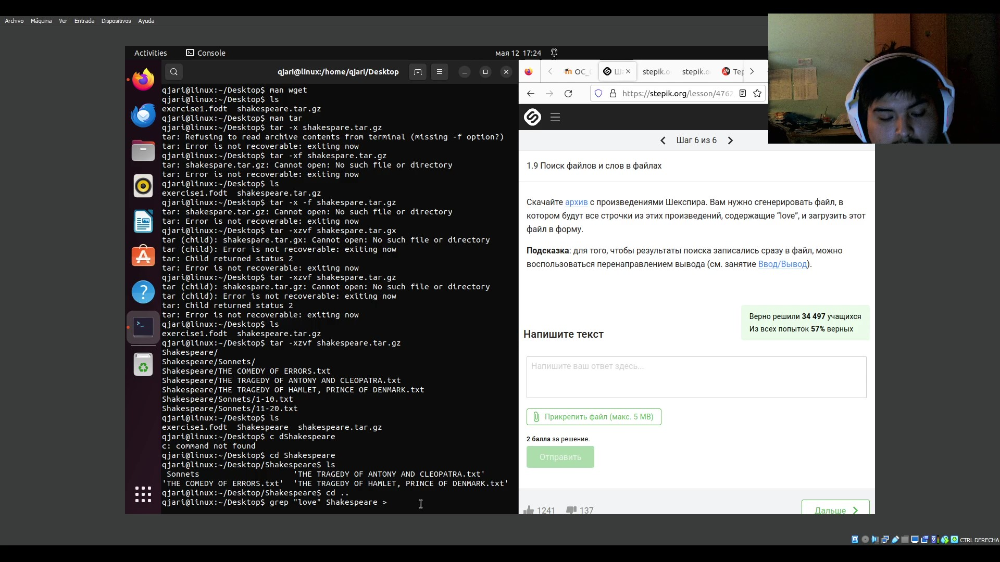 Archivo Máquina Ver Entrada Dispositivos Ayuda
Activities Console мая 12 17:24
qjari@linux:/home/qjari/Desktop
qjari@linux:~/Desktop$ man wget
qjari@linux:~/Desktop$ ls
exercise1.fodt shakespeare.tar.gz
qjari@linux:~/Desktop$ man tar
qjari@linux:~/Desktop$ tar -x shakespare.tar.gz
tar: Refusing to read archive contents from terminal (missing -f option?)
tar: Error is not recoverable: exiting now
qjari@linux:~/Desktop$ tar -xf shakespare.tar.gz
tar: shakespare.tar.gz: Cannot open: No such file or directory
tar: Error is not recoverable: exiting now
qjari@linux:~/Desktop$ ls
exercise1.fodt shakespeare.tar.gz
qjari@linux:~/Desktop$ tar -x -f shakespare.tar.gz
tar: shakespare.tar.gz: Cannot open: No such file or directory
tar: Error is not recoverable: exiting now
qjari@linux:~/Desktop$ tar -xzvf shakespare.tar.gx
tar (child): shakespare.tar.gx: Cannot open: No such file or directory
tar (child): Error is not recoverable: exiting now
tar: Child returned status 2
tar: Error is not recoverable: exiting now
qjari@linux:~/Desktop$ tar -xzvf shakespare.tar.gz
tar (child): shakespare.tar.gz: Cannot open: No such file or directory
tar (child): Error is not recoverable: exiting now
tar: Child returned status 2
tar: Error is not recoverable: exiting now
qjari@linux:~/Desktop$ ls
exercise1.fodt shakespeare.tar.gz
qjari@linux:~/Desktop$ tar -xzvf shakespeare.tar.gz
Shakespeare/
Shakespeare/Sonnets/
Shakespeare/THE COMEDY OF ERRORS.txt
Shakespeare/THE TRAGEDY OF ANTONY AND CLEOPATRA.txt
Shakespeare/THE TRAGEDY OF HAMLET, PRINCE OF DENMARK.txt
Shakespeare/Sonnets/1-10.txt
Shakespeare/Sonnets/11-20.txt
qjari@linux:~/Desktop$ ls
exercise1.fodt Shakespeare shakespeare.tar.gz
qjari@linux:~/Desktop$ c dShakespeare
c: command not found
qjari@linux:~/Desktop$ cd Shakespeare
qjari@linux:~/Desktop/Shakespeare$ ls
Sonnets 'THE TRAGEDY OF ANTONY AND CLEOPATRA.txt'
'THE COMEDY OF ERRORS.txt' 'THE TRAGEDY OF HAMLET, PRINCE OF DENMARK.txt'
qjari@linux:~/Desktop/Shakespeare$ cd ..
qjari@linux:~/Desktop$ grep "love" Shakespeare >
ОС_ stepik.o stepik.o
https://stepik.org/lesson/4762
Шаг 6 из 6
1.9 Поиск файлов и слов в файлах
Скачайте архив с произведениями Шекспира. Вам нужно сгенерировать файл, в
котором будут все строчки из этих произведений, содержащие “love”, и загрузить этот
файл в форму.
Подсказка: для того, чтобы результаты поиска записались сразу в файл, можно
воспользоваться перенаправлением вывода (см. занятие Ввод/Вывод).
Верно решили 34 497 учащихся
Из всех попыток 57% верных
Напишите текст
Напишите ваш ответ здесь...
Прикрепить файл (макс. 5 MB)
2 балла за решение.
Отправить
1241 137 Дальше
CTRL DERECHA